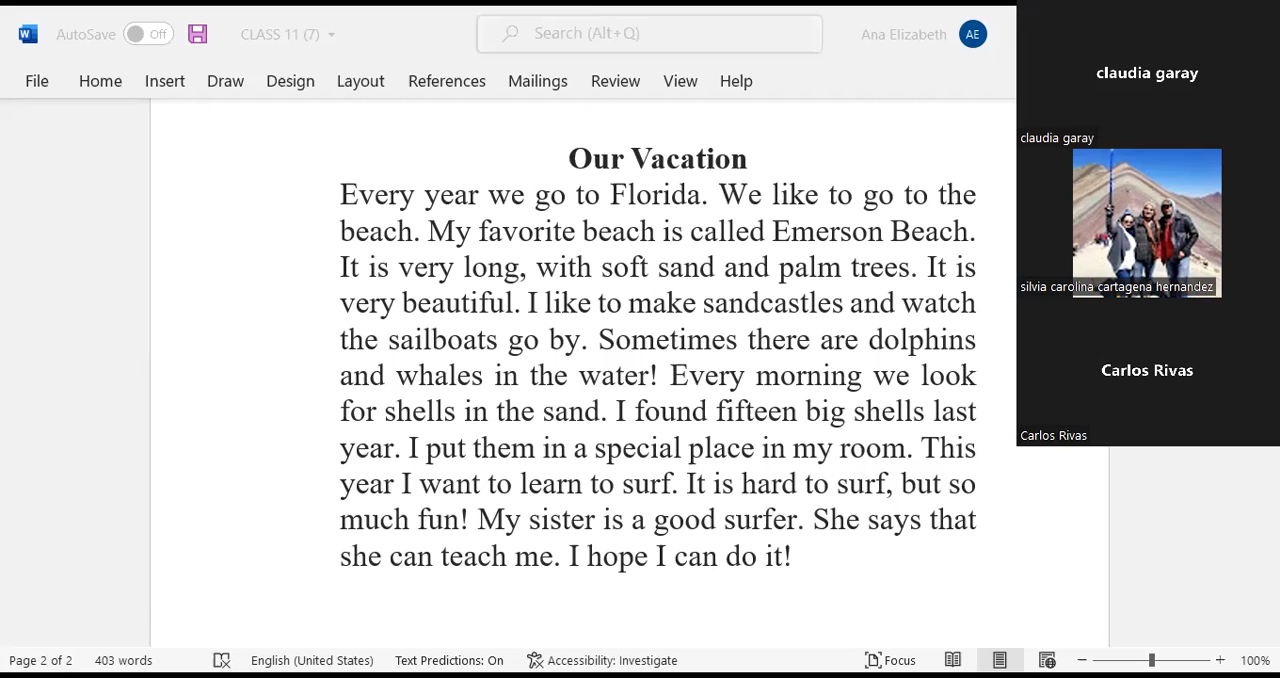 W AutoSave Off CLASS 11 (7) Search (Alt+Q) Ana Elizabeth AE
File Home Insert Draw Design Layout References Mailings Review View Help
Our Vacation
Every year we go to Florida. We like to go to the
beach. My favorite beach is called Emerson Beach.
It is very long, with soft sand and palm trees. It is
very beautiful. I like to make sandcastles and watch
the sailboats go by. Sometimes there are dolphins
and whales in the water! Every morning we look
for shells in the sand. I found fifteen big shells last
year. I put them in a special place in my room. This
year I want to learn to surf. It is hard to surf, but so
much fun! My sister is a good surfer. She says that
she can teach me. I hope I can do it!
claudia garay
claudia garay
silvia carolina cartagena hernandez
Carlos Rivas
Carlos Rivas
Page 2 of 2 403 words English (United States) Text Predictions: On Accessibility: Investigate Focus 100%